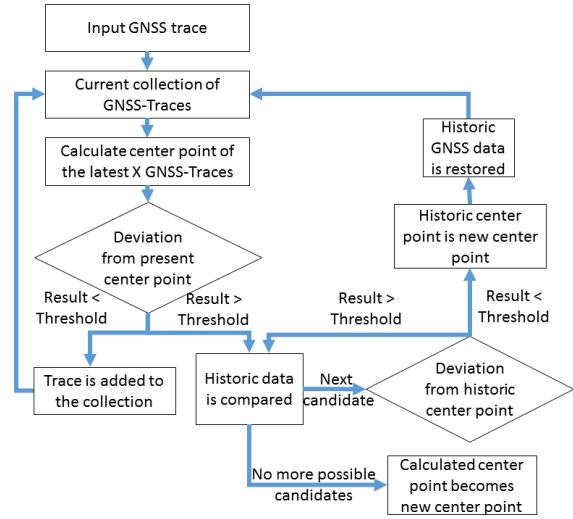 Input GNSS trace
Current collection of
GNSS-Traces
Calculate center point of
the latest X GNSS-Traces
Historic
GNSS data
is restored
Historic center
point is new center
point
Deviation
from present
center point
Result <
Threshold
Result >
Threshold
Result >
Threshold
Result <
Threshold
Trace is added to
the collection
Historic data
is compared
Next
candidate
Deviation
from historic
center point
No more possible
candidates
Calculated center
point becomes
new center point